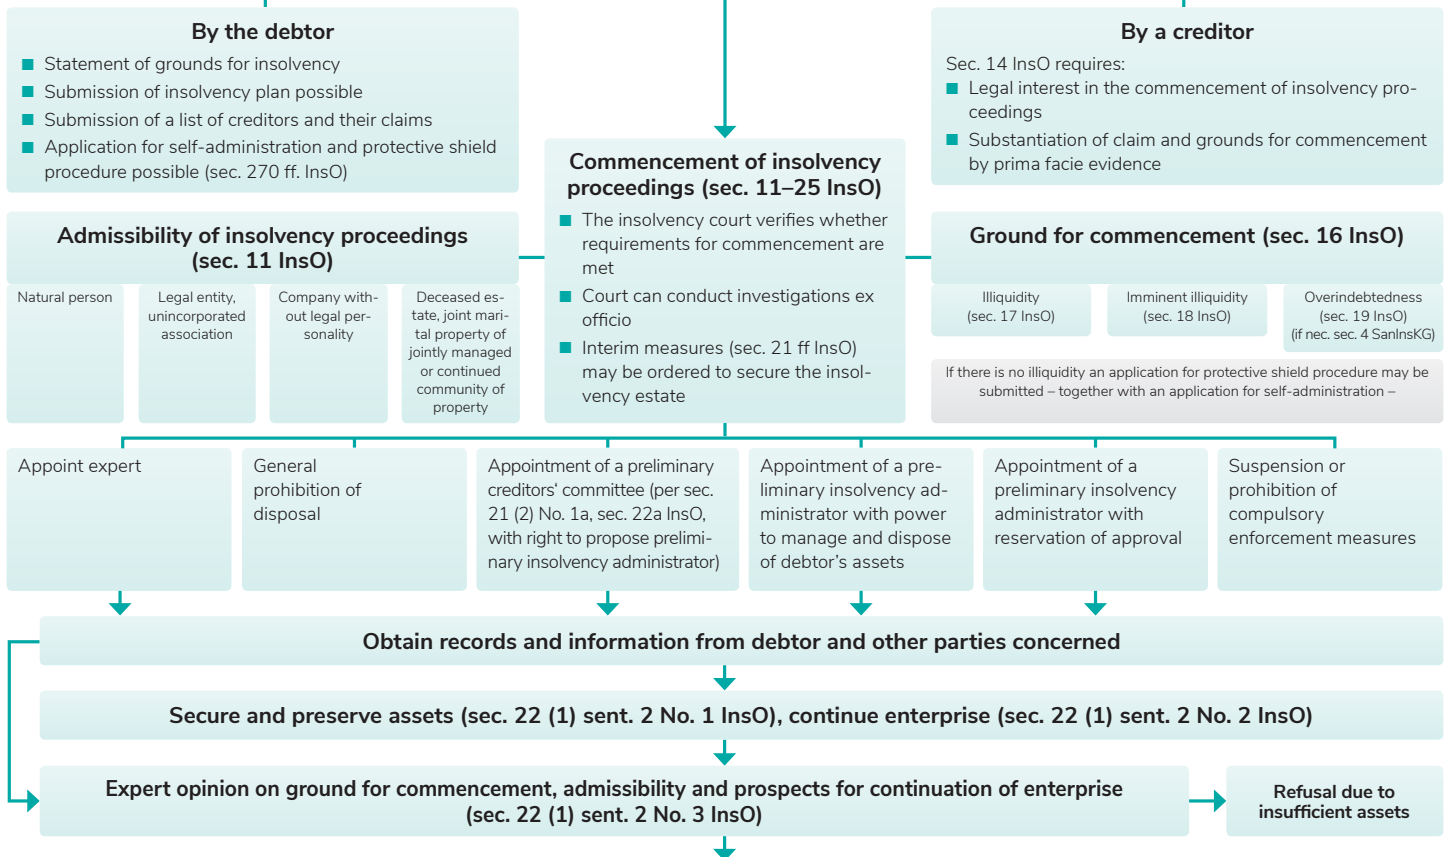 By the debtor
Statement of grounds for insolvency
Submission of insolvency plan possible
Submission of a list of creditors and their claims
Application for self-administration and protective shield
procedure possible (sec. 270 ff. InsO)
By a creditor
Sec. 14 InsO requires:
Legal interest in the commencement of insolvency pro-
ceedings
Substantiation of claim and grounds for commencement
by prima facie evidence
Commencement of insolvency
proceedings (sec. 11–25 InsO)
The insolvency court verifies whether
requirements for commencement are
met
Court can conduct investigations ex
officio
Interim measures (sec. 21 ff InsO)
may be ordered to secure the insol-
vency estate
Admissibility of insolvency proceedings
(sec. 11 InsO)
Natural person
Legal entity,
unincorporated
association
Company with-
out legal per-
sonality
Deceased es-
tate, joint mari-
tal property of
jointly managed
or continued
community of
property
Ground for commencement (sec. 16 InsO)
Illiquidity
(sec. 17 InsO)
Imminent illiquidity
(sec. 18 InsO)
Overindebtedness
(sec. 19 InsO)
(if nec. sec. 4 SanInsKG)
If there is no illiquidity an application for protective shield procedure may be
submitted – together with an application for self-administration –
Appoint expert
General
prohibition of
disposal
Appointment of a preliminary
creditors‘ committee (per sec.
21 (2) No. 1a, sec. 22a InsO,
with right to propose prelimi-
nary insolvency administrator)
Appointment of a pre-
liminary insolvency ad-
ministrator with power
to manage and dispose
of debtor’s assets
Appointment of a
preliminary insolvency
administrator with
reservation of approval
Suspension or
prohibition of
compulsory
enforcement measures
Obtain records and information from debtor and other parties concerned
Secure and preserve assets (sec. 22 (1) sent. 2 No. 1 InsO), continue enterprise (sec. 22 (1) sent. 2 No. 2 InsO)
Expert opinion on ground for commencement, admissibility and prospects for continuation of enterprise
(sec. 22 (1) sent. 2 No. 3 InsO)
Refusal due to
insufficient assets